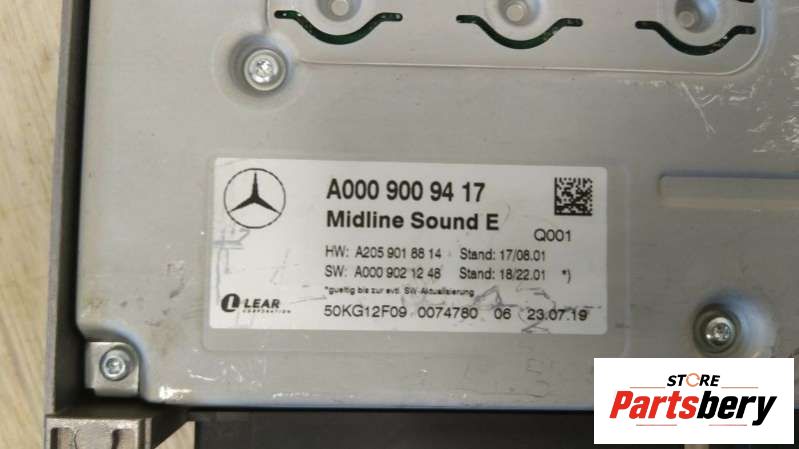 A000 900 94 17
Midline Sound E
Q001
HW: A205 901 88 14 Stand: 17/08.01
SW: A000 902 12 48 Stand: 18/22.01 *)
*gueltig bis zur evtl. SW-Aktualisierung
LEAR
CORPORATION
50KG12F09 0074780 06 23.07.19
STORE
Partsbery